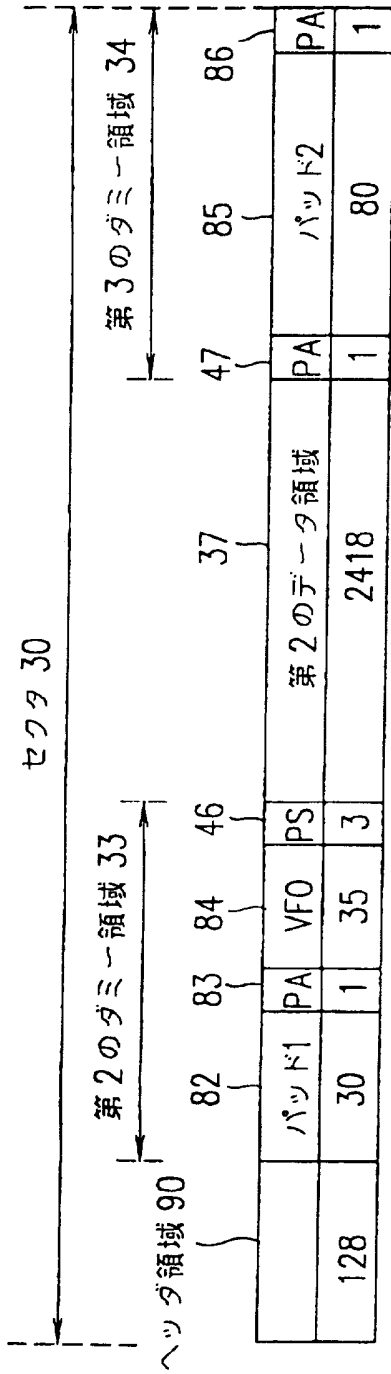 セクタ 30
第2のダミー領域 33
第3のダミー領域 34
ヘッダ領域 90
82
83
84
46
37
47
85
86
パッド1
PA
VFO
PS
第2のデータ領域
PA
パッド2
PA
128
30
1
35
3
2418
1
80
1